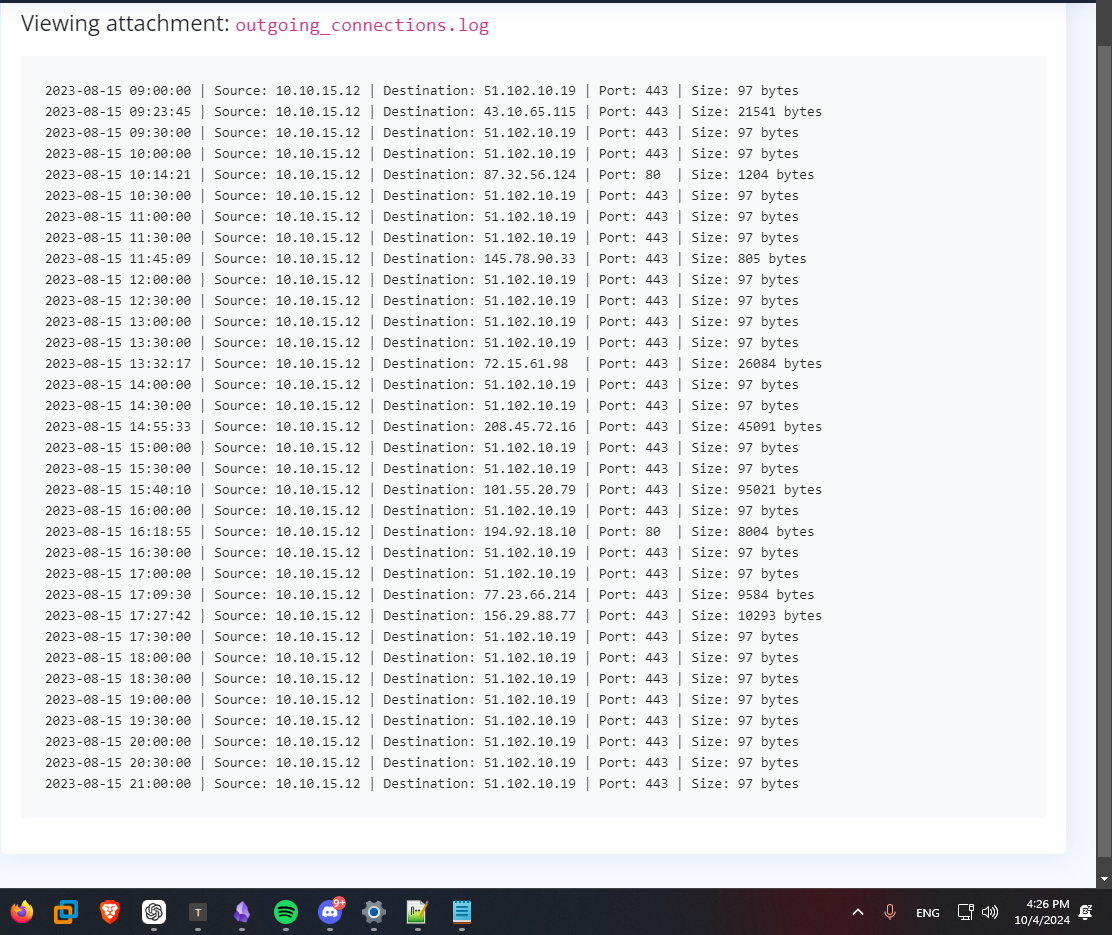 Viewing attachment: outgoing_connections.log
2023-08-15 09:00:00 | Source: 10.10.15.12 | Destination: 51.102.10.19 | Port: 443 | Size: 97 bytes
2023-08-15 09:23:45 | Source: 10.10.15.12 | Destination: 43.10.65.115 | Port: 443 | Size: 21541 bytes
2023-08-15 09:30:00 | Source: 10.10.15.12 | Destination: 51.102.10.19 | Port: 443 | Size: 97 bytes
2023-08-15 10:00:00 | Source: 10.10.15.12 | Destination: 51.102.10.19 | Port: 443 | Size: 97 bytes
2023-08-15 10:14:21 | Source: 10.10.15.12 | Destination: 87.32.56.124 | Port: 80  | Size: 1204 bytes
2023-08-15 10:30:00 | Source: 10.10.15.12 | Destination: 51.102.10.19 | Port: 443 | Size: 97 bytes
2023-08-15 11:00:00 | Source: 10.10.15.12 | Destination: 51.102.10.19 | Port: 443 | Size: 97 bytes
2023-08-15 11:30:00 | Source: 10.10.15.12 | Destination: 51.102.10.19 | Port: 443 | Size: 97 bytes
2023-08-15 11:45:09 | Source: 10.10.15.12 | Destination: 145.78.90.33 | Port: 443 | Size: 805 bytes
2023-08-15 12:00:00 | Source: 10.10.15.12 | Destination: 51.102.10.19 | Port: 443 | Size: 97 bytes
2023-08-15 12:30:00 | Source: 10.10.15.12 | Destination: 51.102.10.19 | Port: 443 | Size: 97 bytes
2023-08-15 13:00:00 | Source: 10.10.15.12 | Destination: 51.102.10.19 | Port: 443 | Size: 97 bytes
2023-08-15 13:30:00 | Source: 10.10.15.12 | Destination: 51.102.10.19 | Port: 443 | Size: 97 bytes
2023-08-15 13:32:17 | Source: 10.10.15.12 | Destination: 72.15.61.98  | Port: 443 | Size: 26084 bytes
2023-08-15 14:00:00 | Source: 10.10.15.12 | Destination: 51.102.10.19 | Port: 443 | Size: 97 bytes
2023-08-15 14:30:00 | Source: 10.10.15.12 | Destination: 51.102.10.19 | Port: 443 | Size: 97 bytes
2023-08-15 14:55:33 | Source: 10.10.15.12 | Destination: 208.45.72.16 | Port: 443 | Size: 45091 bytes
2023-08-15 15:00:00 | Source: 10.10.15.12 | Destination: 51.102.10.19 | Port: 443 | Size: 97 bytes
2023-08-15 15:30:00 | Source: 10.10.15.12 | Destination: 51.102.10.19 | Port: 443 | Size: 97 bytes
2023-08-15 15:40:10 | Source: 10.10.15.12 | Destination: 101.55.20.79 | Port: 443 | Size: 95021 bytes
2023-08-15 16:00:00 | Source: 10.10.15.12 | Destination: 51.102.10.19 | Port: 443 | Size: 97 bytes
2023-08-15 16:18:55 | Source: 10.10.15.12 | Destination: 194.92.18.10 | Port: 80  | Size: 8004 bytes
2023-08-15 16:30:00 | Source: 10.10.15.12 | Destination: 51.102.10.19 | Port: 443 | Size: 97 bytes
2023-08-15 17:00:00 | Source: 10.10.15.12 | Destination: 51.102.10.19 | Port: 443 | Size: 97 bytes
2023-08-15 17:09:30 | Source: 10.10.15.12 | Destination: 77.23.66.214 | Port: 443 | Size: 9584 bytes
2023-08-15 17:27:42 | Source: 10.10.15.12 | Destination: 156.29.88.77 | Port: 443 | Size: 10293 bytes
2023-08-15 17:30:00 | Source: 10.10.15.12 | Destination: 51.102.10.19 | Port: 443 | Size: 97 bytes
2023-08-15 18:00:00 | Source: 10.10.15.12 | Destination: 51.102.10.19 | Port: 443 | Size: 97 bytes
2023-08-15 18:30:00 | Source: 10.10.15.12 | Destination: 51.102.10.19 | Port: 443 | Size: 97 bytes
2023-08-15 19:00:00 | Source: 10.10.15.12 | Destination: 51.102.10.19 | Port: 443 | Size: 97 bytes
2023-08-15 19:30:00 | Source: 10.10.15.12 | Destination: 51.102.10.19 | Port: 443 | Size: 97 bytes
2023-08-15 20:00:00 | Source: 10.10.15.12 | Destination: 51.102.10.19 | Port: 443 | Size: 97 bytes
2023-08-15 20:30:00 | Source: 10.10.15.12 | Destination: 51.102.10.19 | Port: 443 | Size: 97 bytes
2023-08-15 21:00:00 | Source: 10.10.15.12 | Destination: 51.102.10.19 | Port: 443 | Size: 97 bytes
T
9+
ENG
4:26 PM
10/4/2024